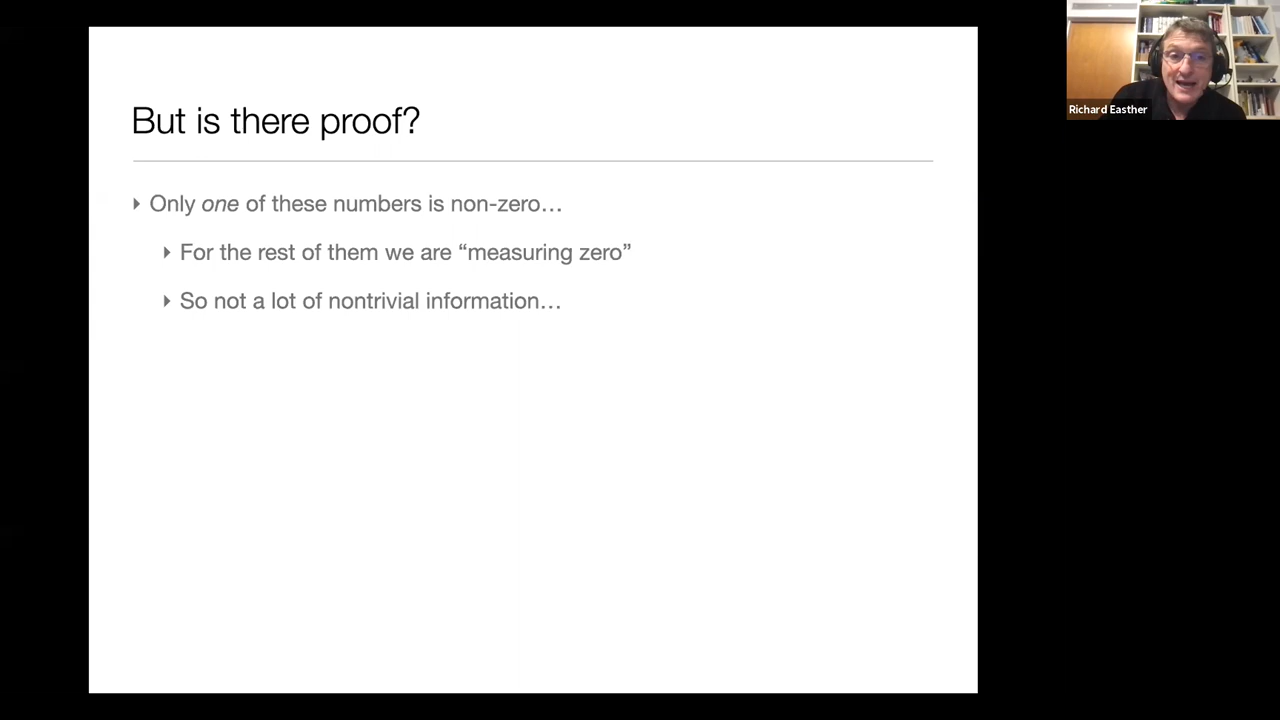 But is there proof?
Only one of these numbers is non-zero…
For the rest of them we are “measuring zero”
So not a lot of nontrivial information…
Richard Easther